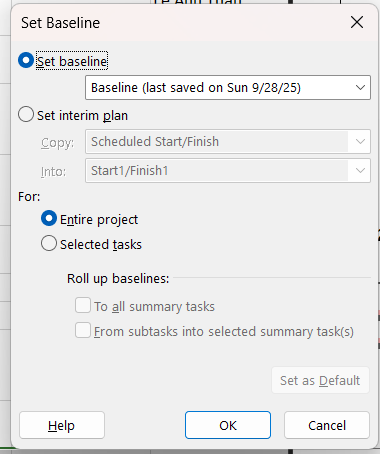 Set Baseline
Set baseline
Baseline (last saved on Sun 9/28/25)
Set interim plan
Copy: Scheduled Start/Finish
Into: Start1/Finish1
For:
Entire project
Selected tasks
Roll up baselines:
To all summary tasks
From subtasks into selected summary task(s)
Set as Default
Help OK Cancel